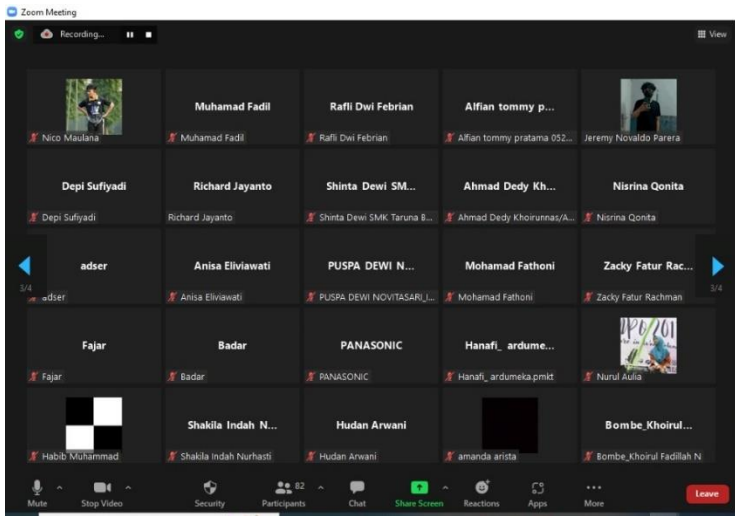 Zoom Meeting
Recording...
View
Nico Maulana
Muhamad Fadil
Muhamad Fadil
Rafli Dwi Febrian
Rafli Dwi Febrian
Alfian tommy p...
Alfian tommy pratama 052...
Jeremy Novaldo Parera
Depi Sufiyadi
Depi Sufiyadi
Richard Jayanto
Richard Jayanto
Shinta Dewi SM...
Shinta Dewi SMK Taruna B...
Ahmad Dedy Kh...
Ahmad Dedy Khoirunnas/A...
Nisrina Qonita
Nisrina Qonita
3/4
adser
adser
Anisa Eliviawati
Anisa Eliviawati
PUSPA DEWI N...
PUSPA DEWI NOVITASARI_I...
Mohamad Fathoni
Mohamad Fathoni
Zacky Fatur Rac...
Zacky Fatur Rachman
3/4
Fajar
Fajar
Badar
Badar
PANASONIC
PANASONIC
Hanafi_ ardume...
Hanafi_ ardumeka.pmkt
Nurul Aulia
Habib Muhammad
Shakila Indah N...
Shakila Indah Nurhasti
Hudan Arwani
Hudan Arwani
amanda arista
Bombe_Khoirul...
Bombe_Khoirul Fadillah N
Mute
Stop Video
Security
Participants
82
Chat
Share Screen
Reactions
Apps
More
Leave